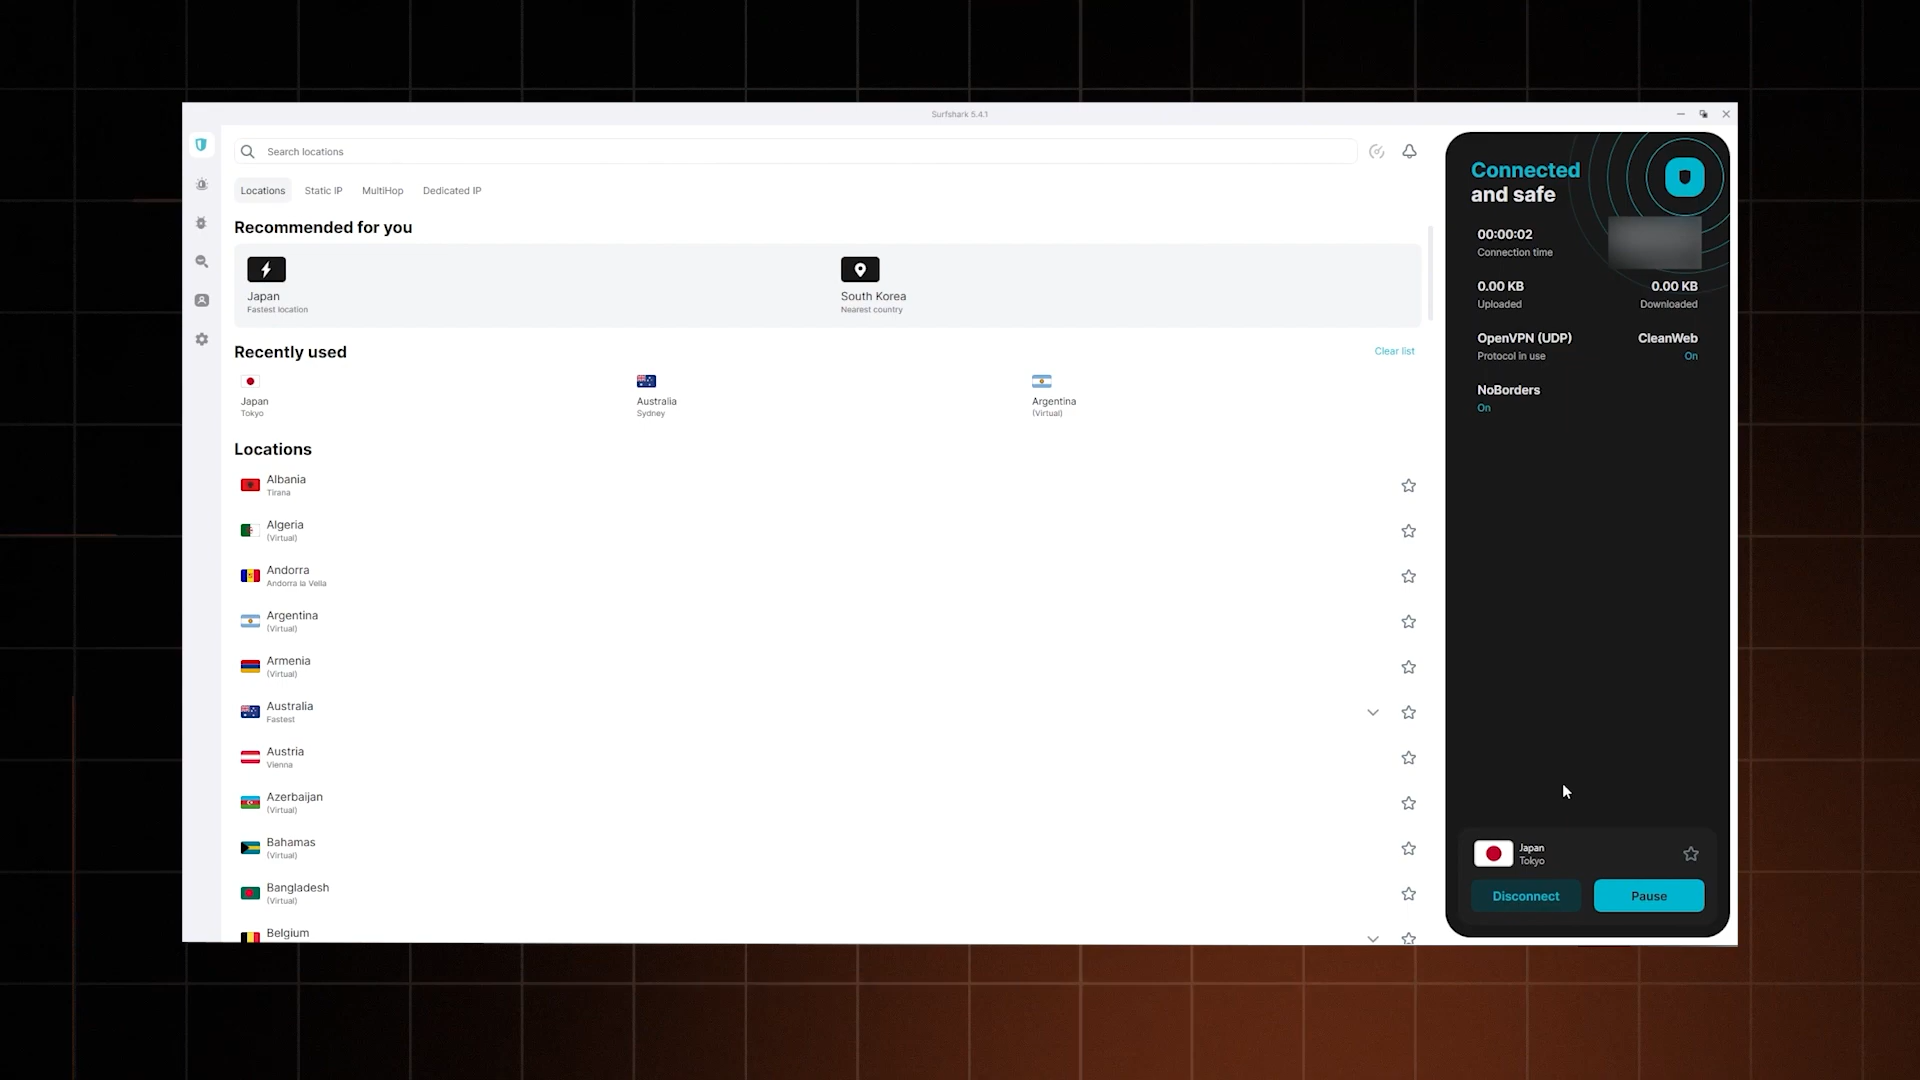 Surfshark 5.4.1
Search locations
Locations
Static IP
MultiHop
Dedicated IP
Recommended for you
Japan
Fastest location
South Korea
Nearest country
Recently used
Clear list
Japan
Tokyo
Australia
Sydney
Argentina
(Virtual)
Locations
Albania
Tirana
Algeria
(Virtual)
Andorra
Andorra la Vella
Argentina
(Virtual)
Armenia
(Virtual)
Australia
Fastest
Austria
Vienna
Azerbaijan
(Virtual)
Bahamas
(Virtual)
Bangladesh
(Virtual)
Belgium
Connected
and safe
00:00:02
Connection time
0.00 KB
Uploaded
0.00 KB
Downloaded
OpenVPN (UDP)
Protocol in use
CleanWeb
On
NoBorders
On
Japan
Tokyo
Disconnect
Pause